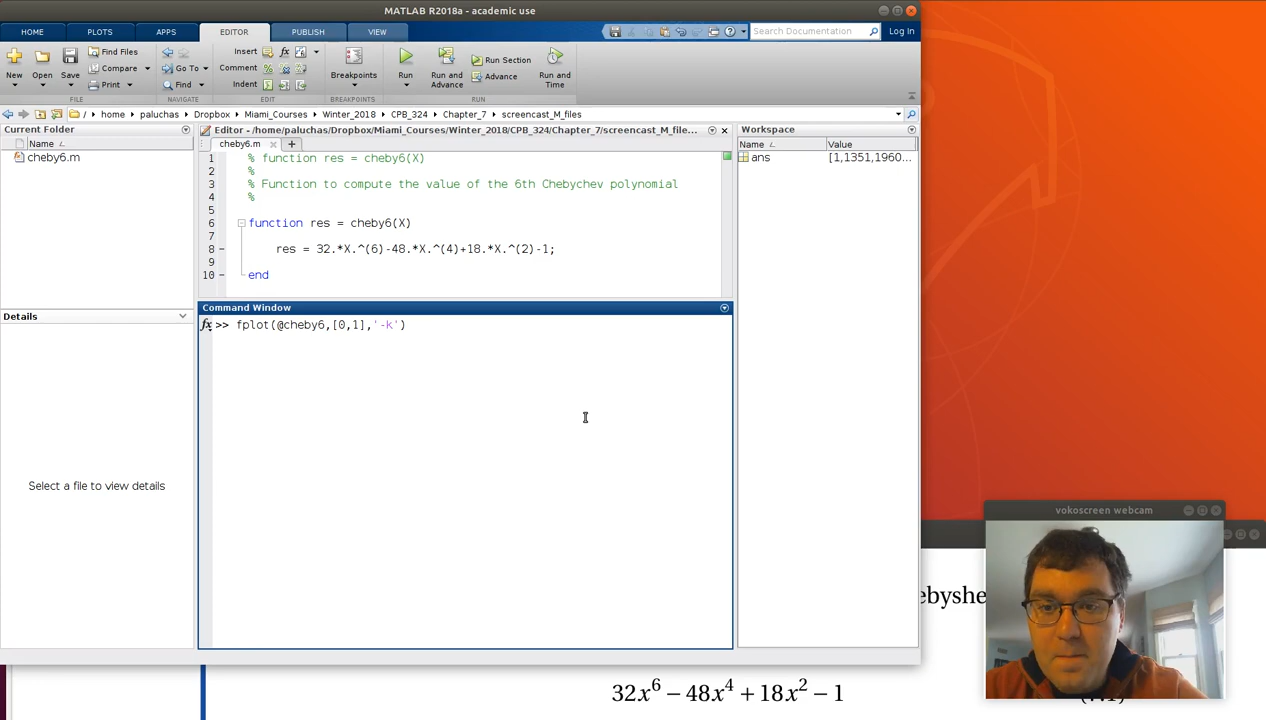 MATLAB R2018a - academic use
HOME PLOTS APPS EDITOR PUBLISH VIEW Search Documentation Log In
New Open Save Find Files Compare Print Go To Find Insert Comment Indent Breakpoints Run Run and Advance Run Section Advance Run and Time
FILE NAVIGATE EDIT BREAKPOINTS RUN
/ home paluchas Dropbox Miami_Courses Winter_2018 CPB_324 Chapter_7 screencast_M_files
Current Folder
Name
cheby6.m
Details
Select a file to view details
Editor - /home/paluchas/Dropbox/Miami_Courses/Winter_2018/CPB_324/Chapter_7/screencast_M_file...
cheby6.m
1 % function res = cheby6(X)
2 %
3 % Function to compute the value of the 6th Chebychev polynomial
4 %
5
6 function res = cheby6(X)
7
8 res = 32.*X.^(6)-48.*X.^(4)+18.*X.^(2)-1;
9
10 end
Command Window
fx >> fplot(@cheby6,[0,1],'-k')
Workspace
Name Value
ans [1,1351,1960...
vokoscreen webcam
ebyshe
32x⁶ − 48x⁴ + 18x² − 1